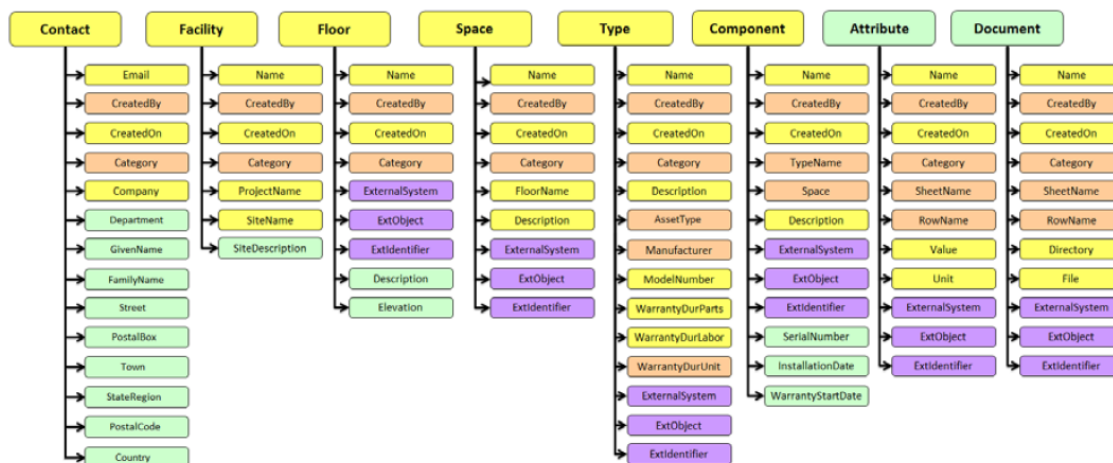 Contact
Email
CreatedBy
CreatedOn
Category
Company
Department
GivenName
FamilyName
Street
PostalBox
Town
StateRegion
PostalCode
Country
Facility
Name
CreatedBy
CreatedOn
Category
ProjectName
SiteName
SiteDescription
Floor
Name
CreatedBy
CreatedOn
Category
ExternalSystem
ExtObject
ExtIdentifier
Description
Elevation
Space
Name
CreatedBy
CreatedOn
Category
FloorName
Description
ExternalSystem
ExtObject
ExtIdentifier
Type
Name
CreatedBy
CreatedOn
Category
Description
AssetType
Manufacturer
ModelNumber
WarrantyDurParts
WarrantyDurLabor
WarrantyDurUnit
ExternalSystem
ExtObject
ExtIdentifier
Component
Name
CreatedBy
CreatedOn
TypeName
Space
Description
ExternalSystem
ExtObject
ExtIdentifier
SerialNumber
InstallationDate
WarrantyStartDate
Attribute
Name
CreatedBy
CreatedOn
Category
SheetName
RowName
Value
Unit
ExternalSystem
ExtObject
ExtIdentifier
Document
Name
CreatedBy
CreatedOn
Category
SheetName
RowName
Directory
File
ExternalSystem
ExtObject
ExtIdentifier